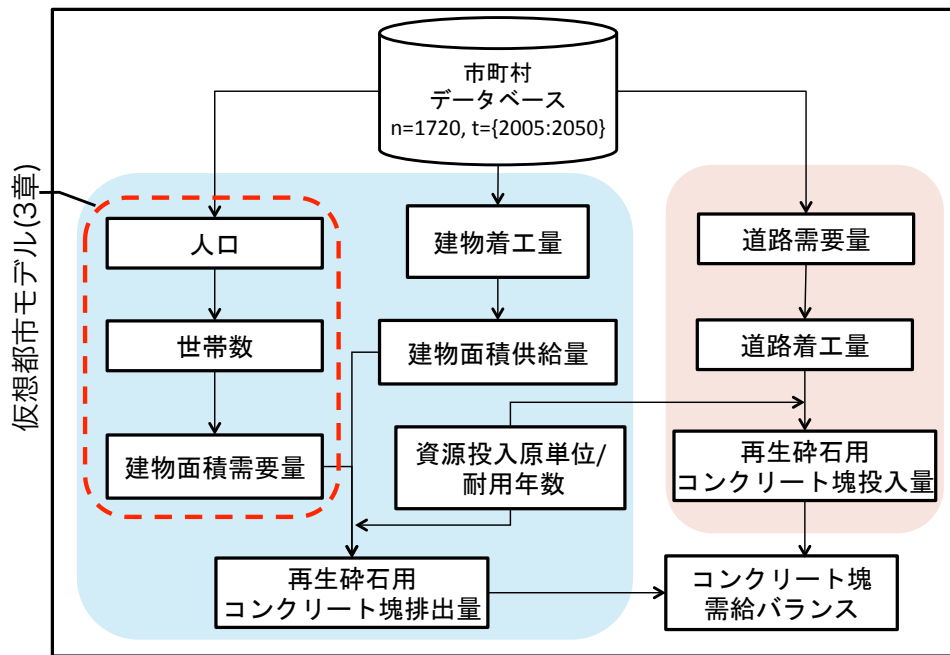 市町村
データベース
n=1720, t={2005:2050}
仮想都市モデル(3章)
人口
世帯数
建物面積需要量
建物着工量
建物面積供給量
資源投入原単位/
耐用年数
再生砕石用
コンクリート塊排出量
道路需要量
道路着工量
再生砕石用
コンクリート塊投入量
コンクリート塊
需給バランス